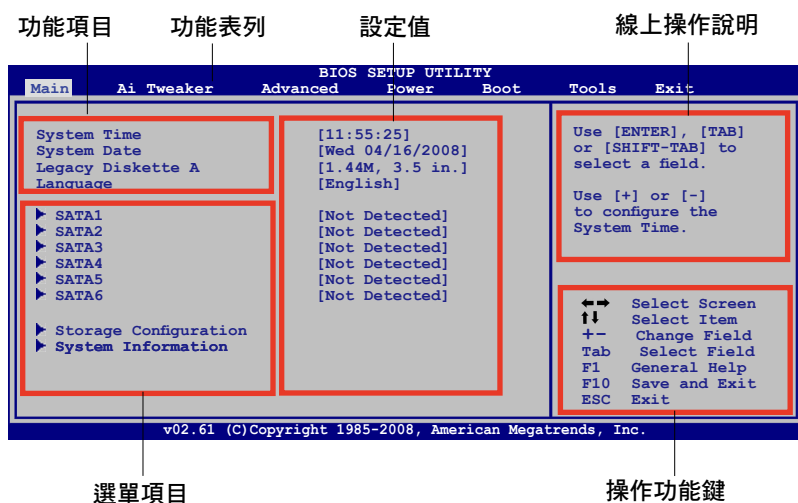 功能項目 功能表列 設定值 線上操作說明
BIOS SETUP UTILITY
Main Ai Tweaker Advanced Power Boot Tools Exit
System Time [11:55:25]
System Date [Wed 04/16/2008]
Legacy Diskette A [1.44M, 3.5 in.]
Language [English]
SATA1 [Not Detected]
SATA2 [Not Detected]
SATA3 [Not Detected]
SATA4 [Not Detected]
SATA5 [Not Detected]
SATA6 [Not Detected]
Storage Configuration
System Information
Use [ENTER], [TAB]
or [SHIFT-TAB] to
select a field.
Use [+] or [-]
to configure the
System Time.
←→ Select Screen
↑↓ Select Item
+- Change Field
Tab Select Field
F1 General Help
F10 Save and Exit
ESC Exit
v02.61 (C)Copyright 1985-2008, American Megatrends, Inc.
選單項目 操作功能鍵